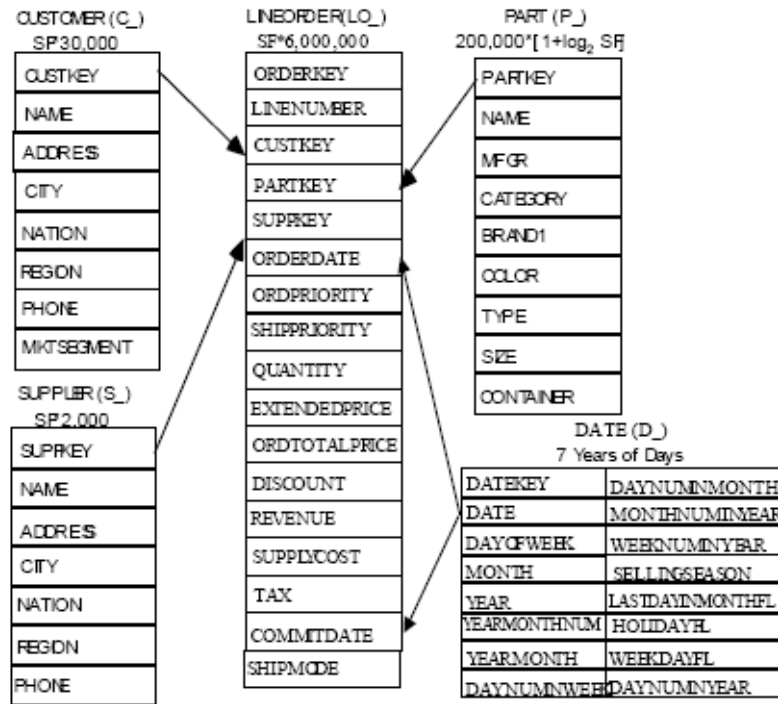 CUSTOMER (C_)
SF*30,000
CUSTKEY
NAME
ADDRESS
CITY
NATION
REGION
PHONE
MKTSEGMENT
SUPPLIER (S_)
SF*2,000
SUPPKEY
NAME
ADDRESS
CITY
NATION
REGION
PHONE
LINEORDER(LO_)
SF*6,000,000
ORDERKEY
LINENUMBER
CUSTKEY
PARTKEY
SUPPKEY
ORDERDATE
ORDPRIORITY
SHIPPRIORITY
QUANTITY
EXTENDEDPRICE
ORDTOTALPRICE
DISCOUNT
REVENUE
SUPPLYCOST
TAX
COMMITDATE
SHIPMODE
PART (P_)
200,000*[1+log₂ SF]
PARTKEY
NAME
MFGR
CATEGORY
BRAND1
COLOR
TYPE
SIZE
CONTAINER
DATE (D_)
7 Years of Days
DATEKEY DAYNUMINMONTH
DATE MONTHNUMINYEAR
DAYOFWEEK WEEKNUMINYEAR
MONTH SELLINGSEASON
YEAR LASTDAYINMONTHFL
YEARMONTHNUM HOLIDAYFL
YEARMONTH WEEKDAYFL
DAYNUMINWEEK DAYNUMINYEAR